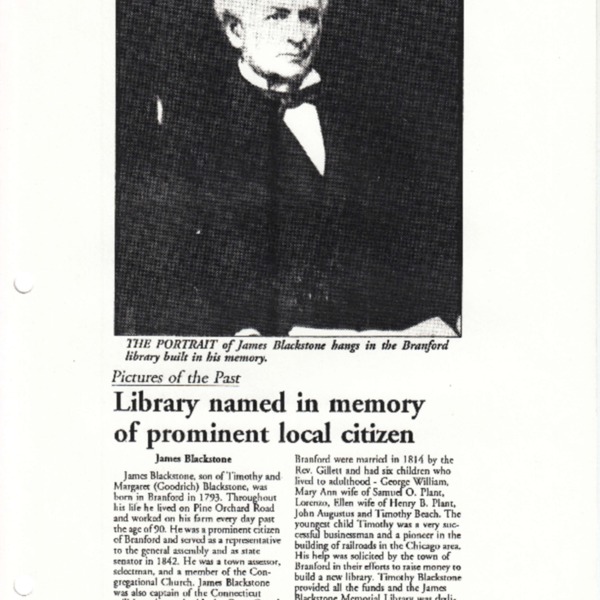 THE PORTRAIT of James Blackstone hangs in the Branford
library built in his memory.
Pictures of the Past
Library named in memory
of prominent local citizen
James Blackstone
James Blackstone, son of Timothy and
Margaret (Goodrich) Blackstone, was
born in Branford in 1793. Throughout
his life he lived on Pine Orchard Road
and worked on his farm every day past
the age of 90. He was a prominent citizen
of Branford and served as a representative
to the general assembly and as state
senator in 1842. He was a town assessor,
selectman, and a member of the Con-
gregational Church. James Blackstone
was also captain of the Connecticut
Branford were married in 1814 by the
Rev. Gillett and had six children who
lived to adulthood - George William,
Mary Ann wife of Samuel O. Plant,
Lorenzo, Ellen wife of Henry B. Plant,
John Augustus and Timothy Beach. The
youngest child Timothy was a very suc-
cessful businessman and a pioneer in the
building of railroads in the Chicago area.
His help was solicited by the town of
Branford in their efforts to raise money to
build a new library. Timothy Blackstone
provided all the funds and the James
Blackstone Memorial Library was dedi-